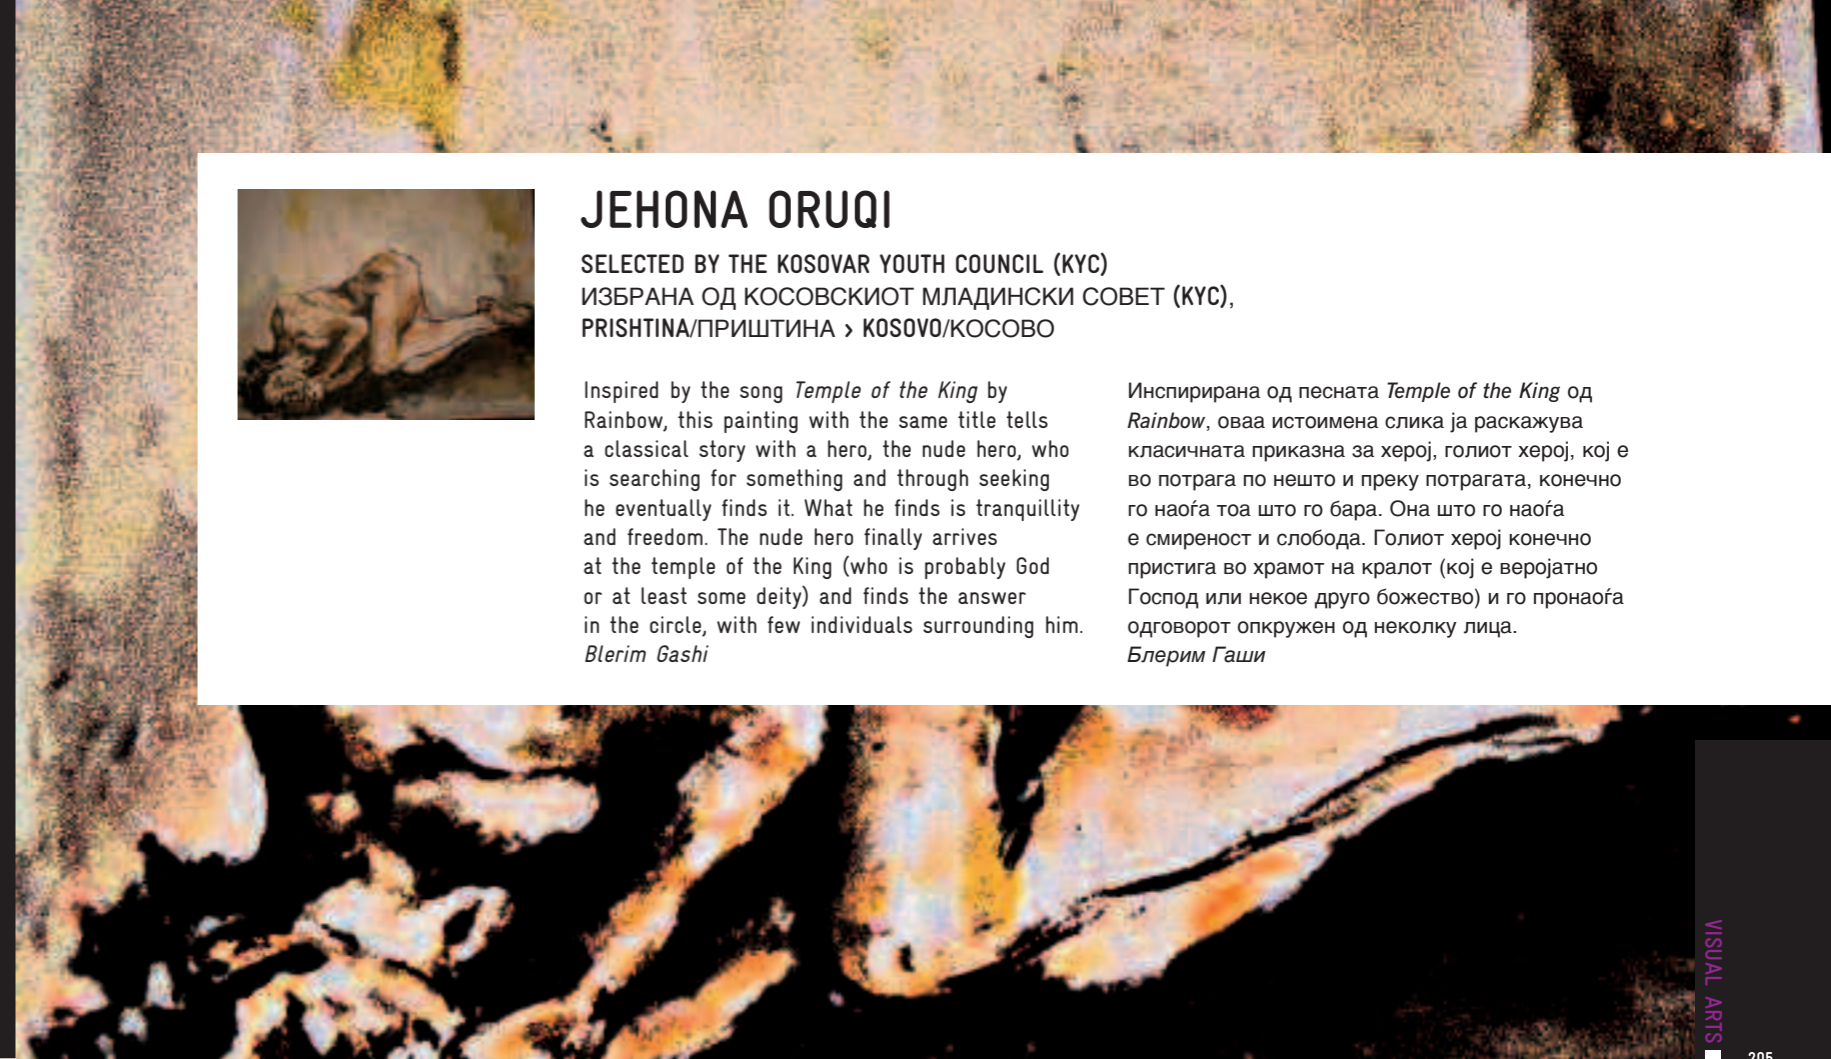 JEHONA ORUQI
SELECTED BY THE KOSOVAR YOUTH COUNCIL (KYC)
ИЗБРАНА ОД КОСОВСКИОТ МЛАДИНСКИ СОВЕТ (KYC),
PRISHTINA/ПРИШТИНА › KOSOVO/КОСОВО
Inspired by the song Temple of the King by
Rainbow, this painting with the same title tells
a classical story with a hero, the nude hero, who
is searching for something and through seeking
he eventually finds it. What he finds is tranquillity
and freedom. The nude hero finally arrives
at the temple of the King (who is probably God
or at least some deity) and finds the answer
in the circle, with few individuals surrounding him.
Blerim Gashi
Инспирирана од песната Temple of the King од
Rainbow, оваа истоимена слика ја раскажува
класичната приказна за херој, голиот херој, кој е
во потрага по нешто и преку потрагата, конечно
го наоѓа тоа што го бара. Она што го наоѓа
е смиреност и слобода. Голиот херој конечно
пристига во храмот на кралот (кој е веројатно
Господ или некое друго божество) и го пронаоѓа
одговорот опкружен од неколку лица.
Блерим Гаши
VISUAL ARTS
205